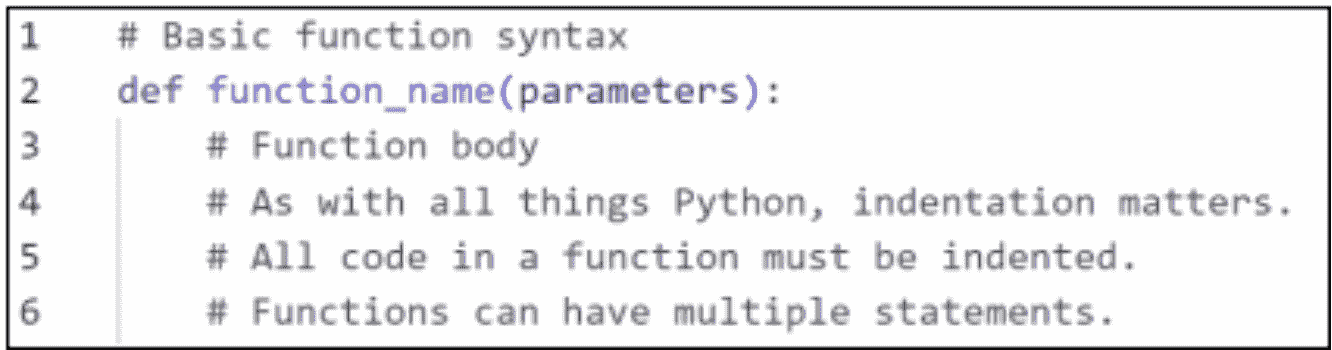 1 # Basic function syntax
2 def function_name(parameters):
3 # Function body
4 # As with all things Python, indentation matters.
5 # All code in a function must be indented.
6 # Functions can have multiple statements.